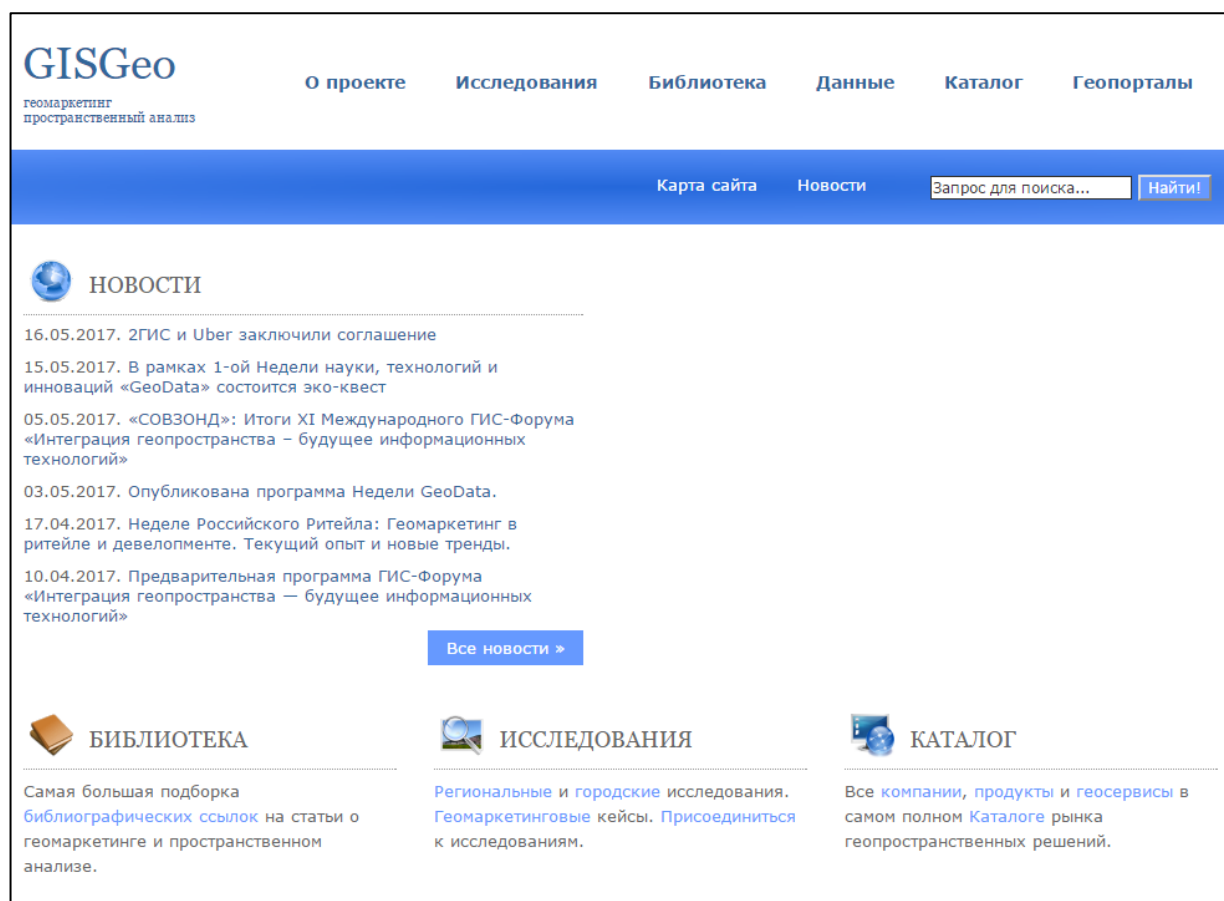 GISGeo
геомаркетинг
пространственный анализ
О проекте Исследования Библиотека Данные Каталог Геопорталы
Карта сайта Новости Запрос для поиска... Найти!
НОВОСТИ
16.05.2017. 2ГИС и Uber заключили соглашение
15.05.2017. В рамках 1-ой Недели науки, технологий и
инноваций «GeoData» состоится эко-квест
05.05.2017. «СОВЗОНД»: Итоги XI Международного ГИС-Форума
«Интеграция геопространства – будущее информационных
технологий»
03.05.2017. Опубликована программа Недели GeoData.
17.04.2017. Неделе Российского Ритейла: Геомаркетинг в
ритейле и девелопменте. Текущий опыт и новые тренды.
10.04.2017. Предварительная программа ГИС-Форума
«Интеграция геопространства — будущее информационных
технологий»
Все новости »
БИБЛИОТЕКА
Самая большая подборка
библиографических ссылок на статьи о
геомаркетинге и пространственном
анализе.
ИССЛЕДОВАНИЯ
Региональные и городские исследования.
Геомаркетинговые кейсы. Присоединиться
к исследованиям.
КАТАЛОГ
Все компании, продукты и геосервисы в
самом полном Каталоге рынка
геопространственных решений.